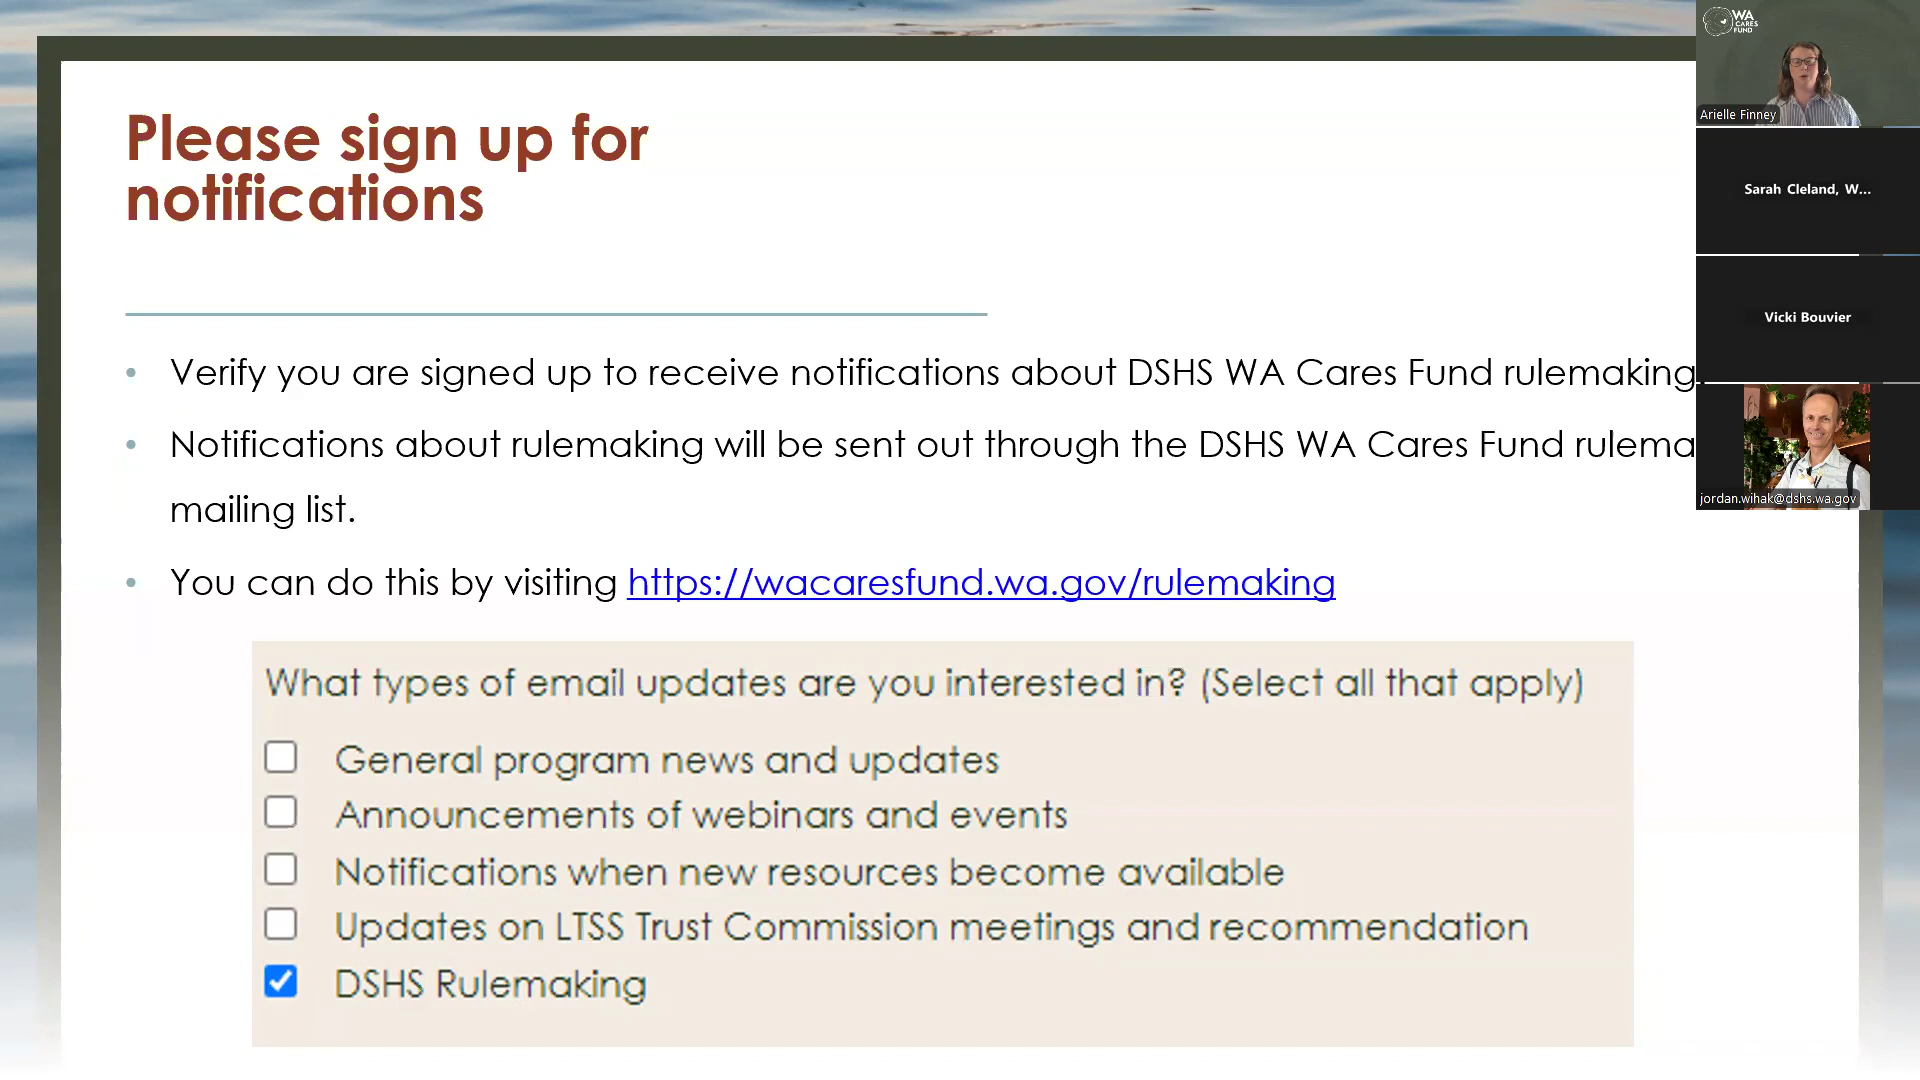 Please sign up for
notifications
Verify you are signed up to receive notifications about DSHS WA Cares Fund rulemaking
Notifications about rulemaking will be sent out through the DSHS WA Cares Fund rulema
mailing list.
You can do this by visiting https://wacaresfund.wa.gov/rulemaking
What types of email updates are you interested in? (Select all that apply)
General program news and updates
Announcements of webinars and events
Notifications when new resources become available
Updates on LTSS Trust Commission meetings and recommendation
DSHS Rulemaking
WA
CARES
FUND
Arielle Finney
Sarah Cleland, W...
Vicki Bouvier
jordan.wihak@dshs.wa.gov